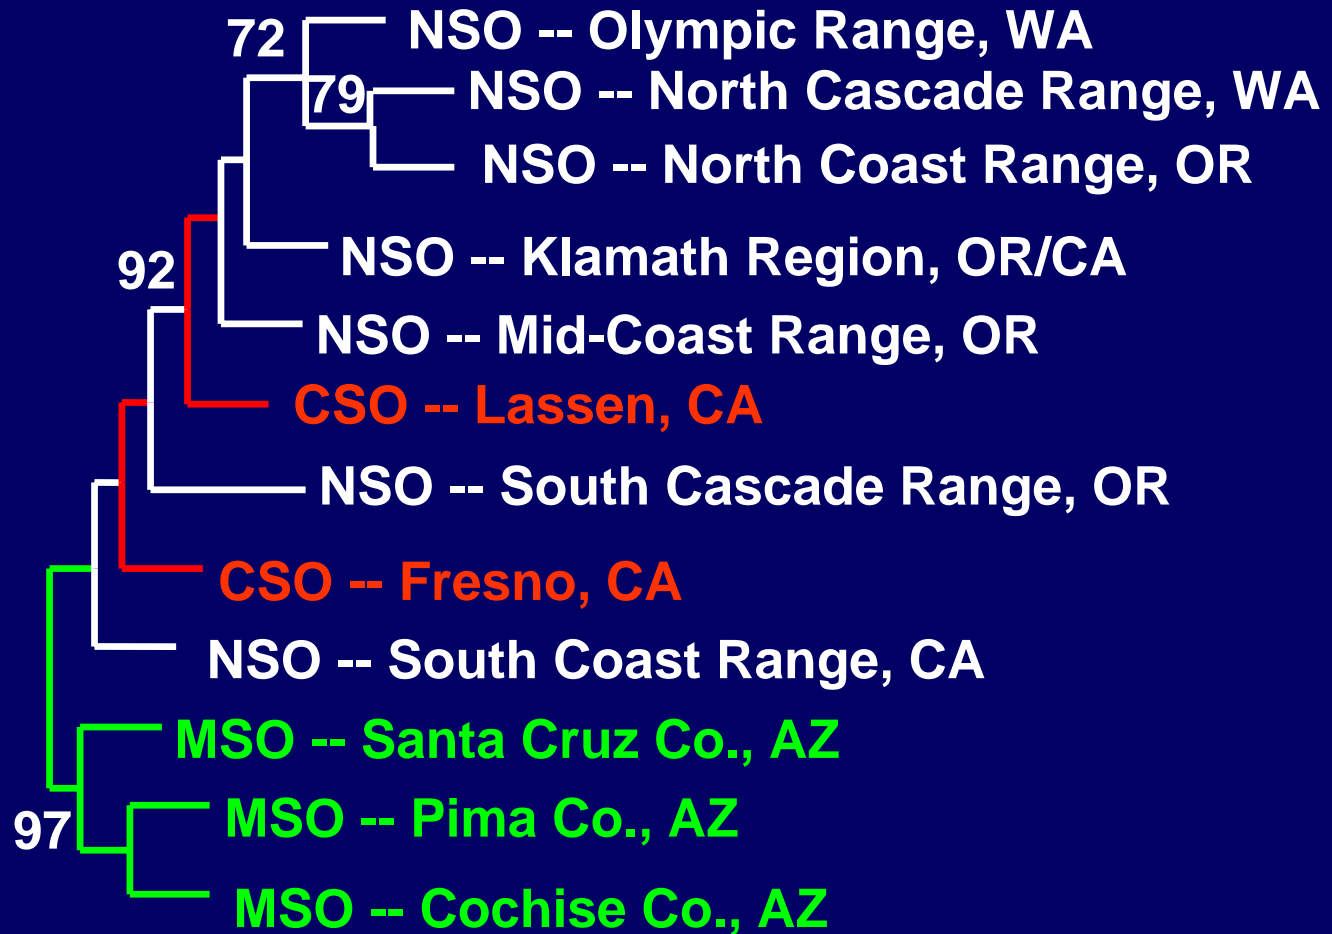 72 NSO -- Olympic Range, WA
79 NSO -- North Cascade Range, WA
NSO -- North Coast Range, OR
NSO -- Klamath Region, OR/CA
92
NSO -- Mid-Coast Range, OR
CSO -- Lassen, CA
NSO -- South Cascade Range, OR
CSO -- Fresno, CA
NSO -- South Coast Range, CA
MSO -- Santa Cruz Co., AZ
MSO -- Pima Co., AZ
97
MSO -- Cochise Co., AZ